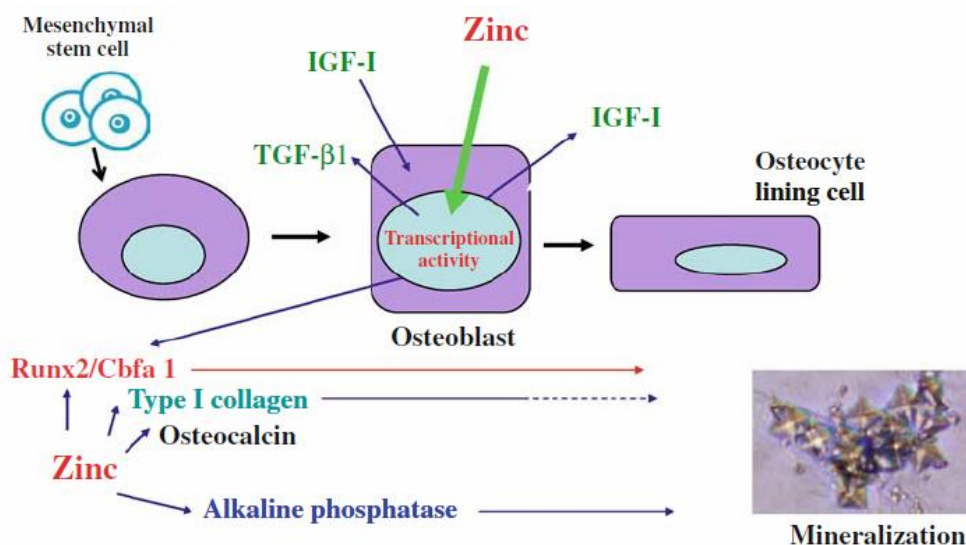 Mesenchymal
stem cell
Zinc
IGF-I
IGF-I
TGF-β1
Osteocyte
lining cell
Transcriptional
activity
Osteoblast
Runx2/Cbfa 1
Type I collagen
Osteocalcin
Zinc
Alkaline phosphatase
Mineralization